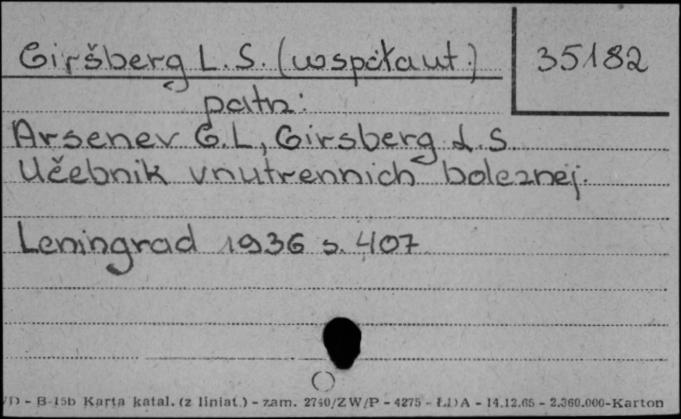 Giršberg L. S. (współaut.) 35182
patrz:
Arsenev G. L, Girsberg L. S.
Učebnik vnutrennich boleznej.
Leningrad 1936 s. 407
/D - B-15b Karta katal. (z liniat.) - zam. 2740/ZW/P - 4275 - ŁDA - 14.12.65 - 2.360.000-Karton